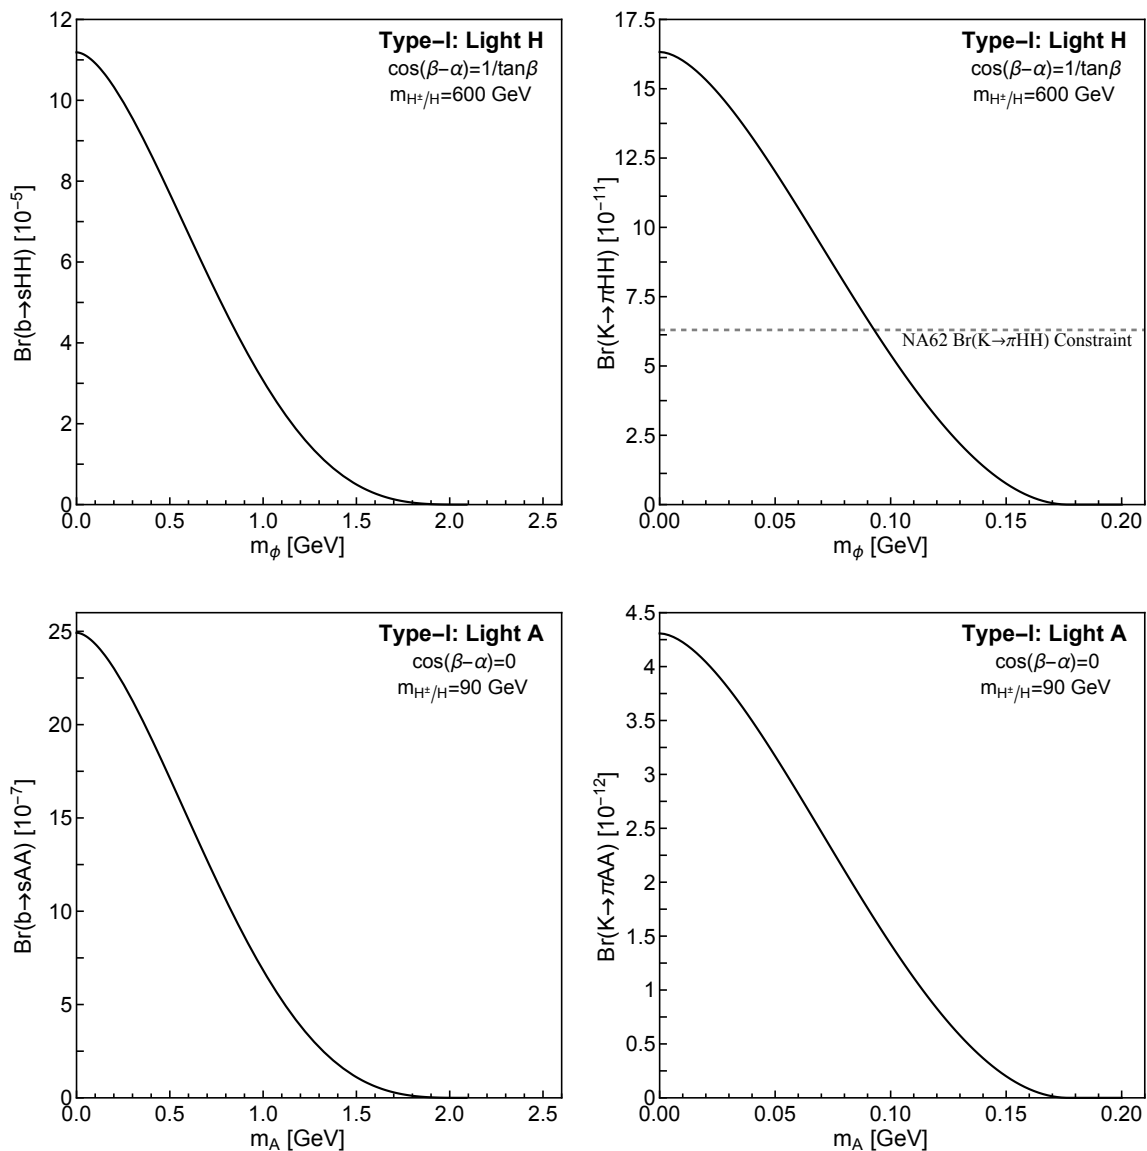 Type–I: Light H
cos(β–α)=1/tanβ
m_{H±/H}=600 GeV
Br(b→sHH) [10⁻⁵]
12
10
8
6
4
2
0
0.0 0.5 1.0 1.5 2.0 2.5
m_ϕ [GeV]
Type–I: Light H
cos(β–α)=1/tanβ
m_{H±/H}=600 GeV
Br(K→πHH) [10⁻¹¹]
17.5
15
12.5
10
7.5
5
2.5
0
NA62 Br(K→πHH) Constraint
0.00 0.05 0.10 0.15 0.20
m_ϕ [GeV]
Type–I: Light A
cos(β–α)=0
m_{H±/H}=90 GeV
Br(b→sAA) [10⁻⁷]
25
20
15
10
5
0
0.0 0.5 1.0 1.5 2.0 2.5
m_A [GeV]
Type–I: Light A
cos(β–α)=0
m_{H±/H}=90 GeV
Br(K→πAA) [10⁻¹²]
4.5
4
3.5
3
2.5
2
1.5
1
0.5
0
0.00 0.05 0.10 0.15 0.20
m_A [GeV]